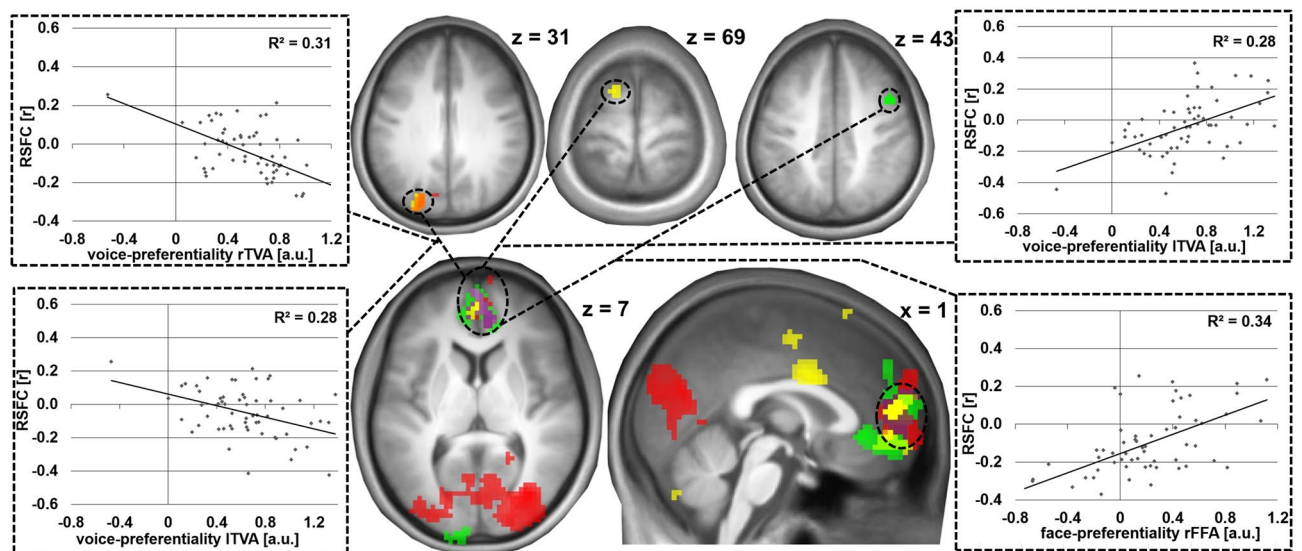 R² = 0.31
0.6
0.4
0.2
0.0
-0.2
-0.4
RSFC [r]
-0.8 -0.4 0 0.4 0.8 1.2
voice-preferentiality rTVA [a.u.]
z = 31
z = 69
z = 43
R² = 0.28
0.6
0.4
0.2
0.0
-0.2
-0.4
-0.6
RSFC [r]
-0.8 -0.4 0 0.4 0.8 1.2
voice-preferentiality lTVA [a.u.]
R² = 0.28
0.6
0.4
0.2
0.0
-0.2
-0.4
-0.6
RSFC [r]
-0.8 -0.4 0 0.4 0.8 1.2
voice-preferentiality lTVA [a.u.]
z = 7
x = 1
R² = 0.34
0.6
0.4
0.2
0.0
-0.2
-0.4
RSFC [r]
-0.8 -0.4 0 0.4 0.8 1.2
face-preferentiality rFFA [a.u.]